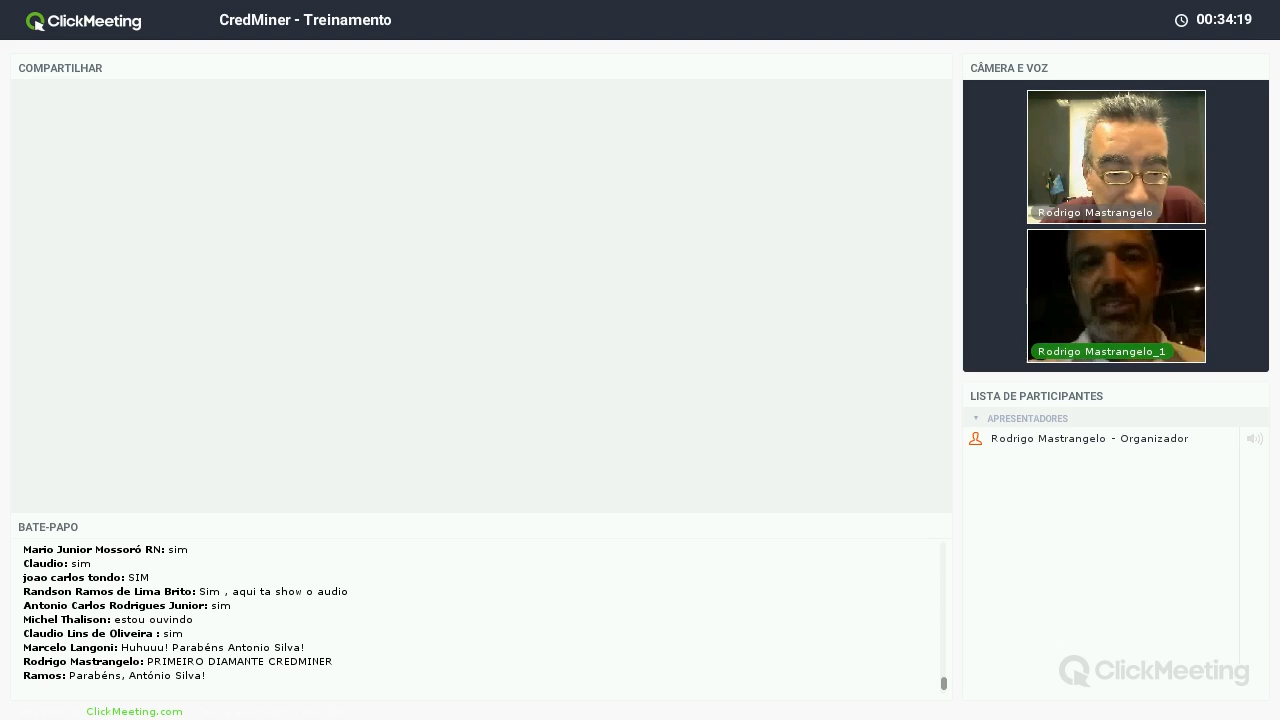 ClickMeeting
CredMiner - Treinamento
00:34:19
COMPARTILHAR
CÂMERA E VOZ
Rodrigo Mastrangelo
Rodrigo Mastrangelo_1
LISTA DE PARTICIPANTES
APRESENTADORES
Rodrigo Mastrangelo - Organizador
BATE-PAPO
Mario Junior Mossoró RN: sim
Claudio: sim
joao carlos tondo: SIM
Randson Ramos de Lima Brito: Sim , aqui ta show o audio
Antonio Carlos Rodrigues Junior: sim
Michel Thalison: estou ouvindo
Claudio Lins de Oliveira : sim
Marcelo Langoni: Huhuuu! Parabéns Antonio Silva!
Rodrigo Mastrangelo: PRIMEIRO DIAMANTE CREDMINER
Ramos: Parabéns, António Silva!
ClickMeeting
ClickMeeting.com